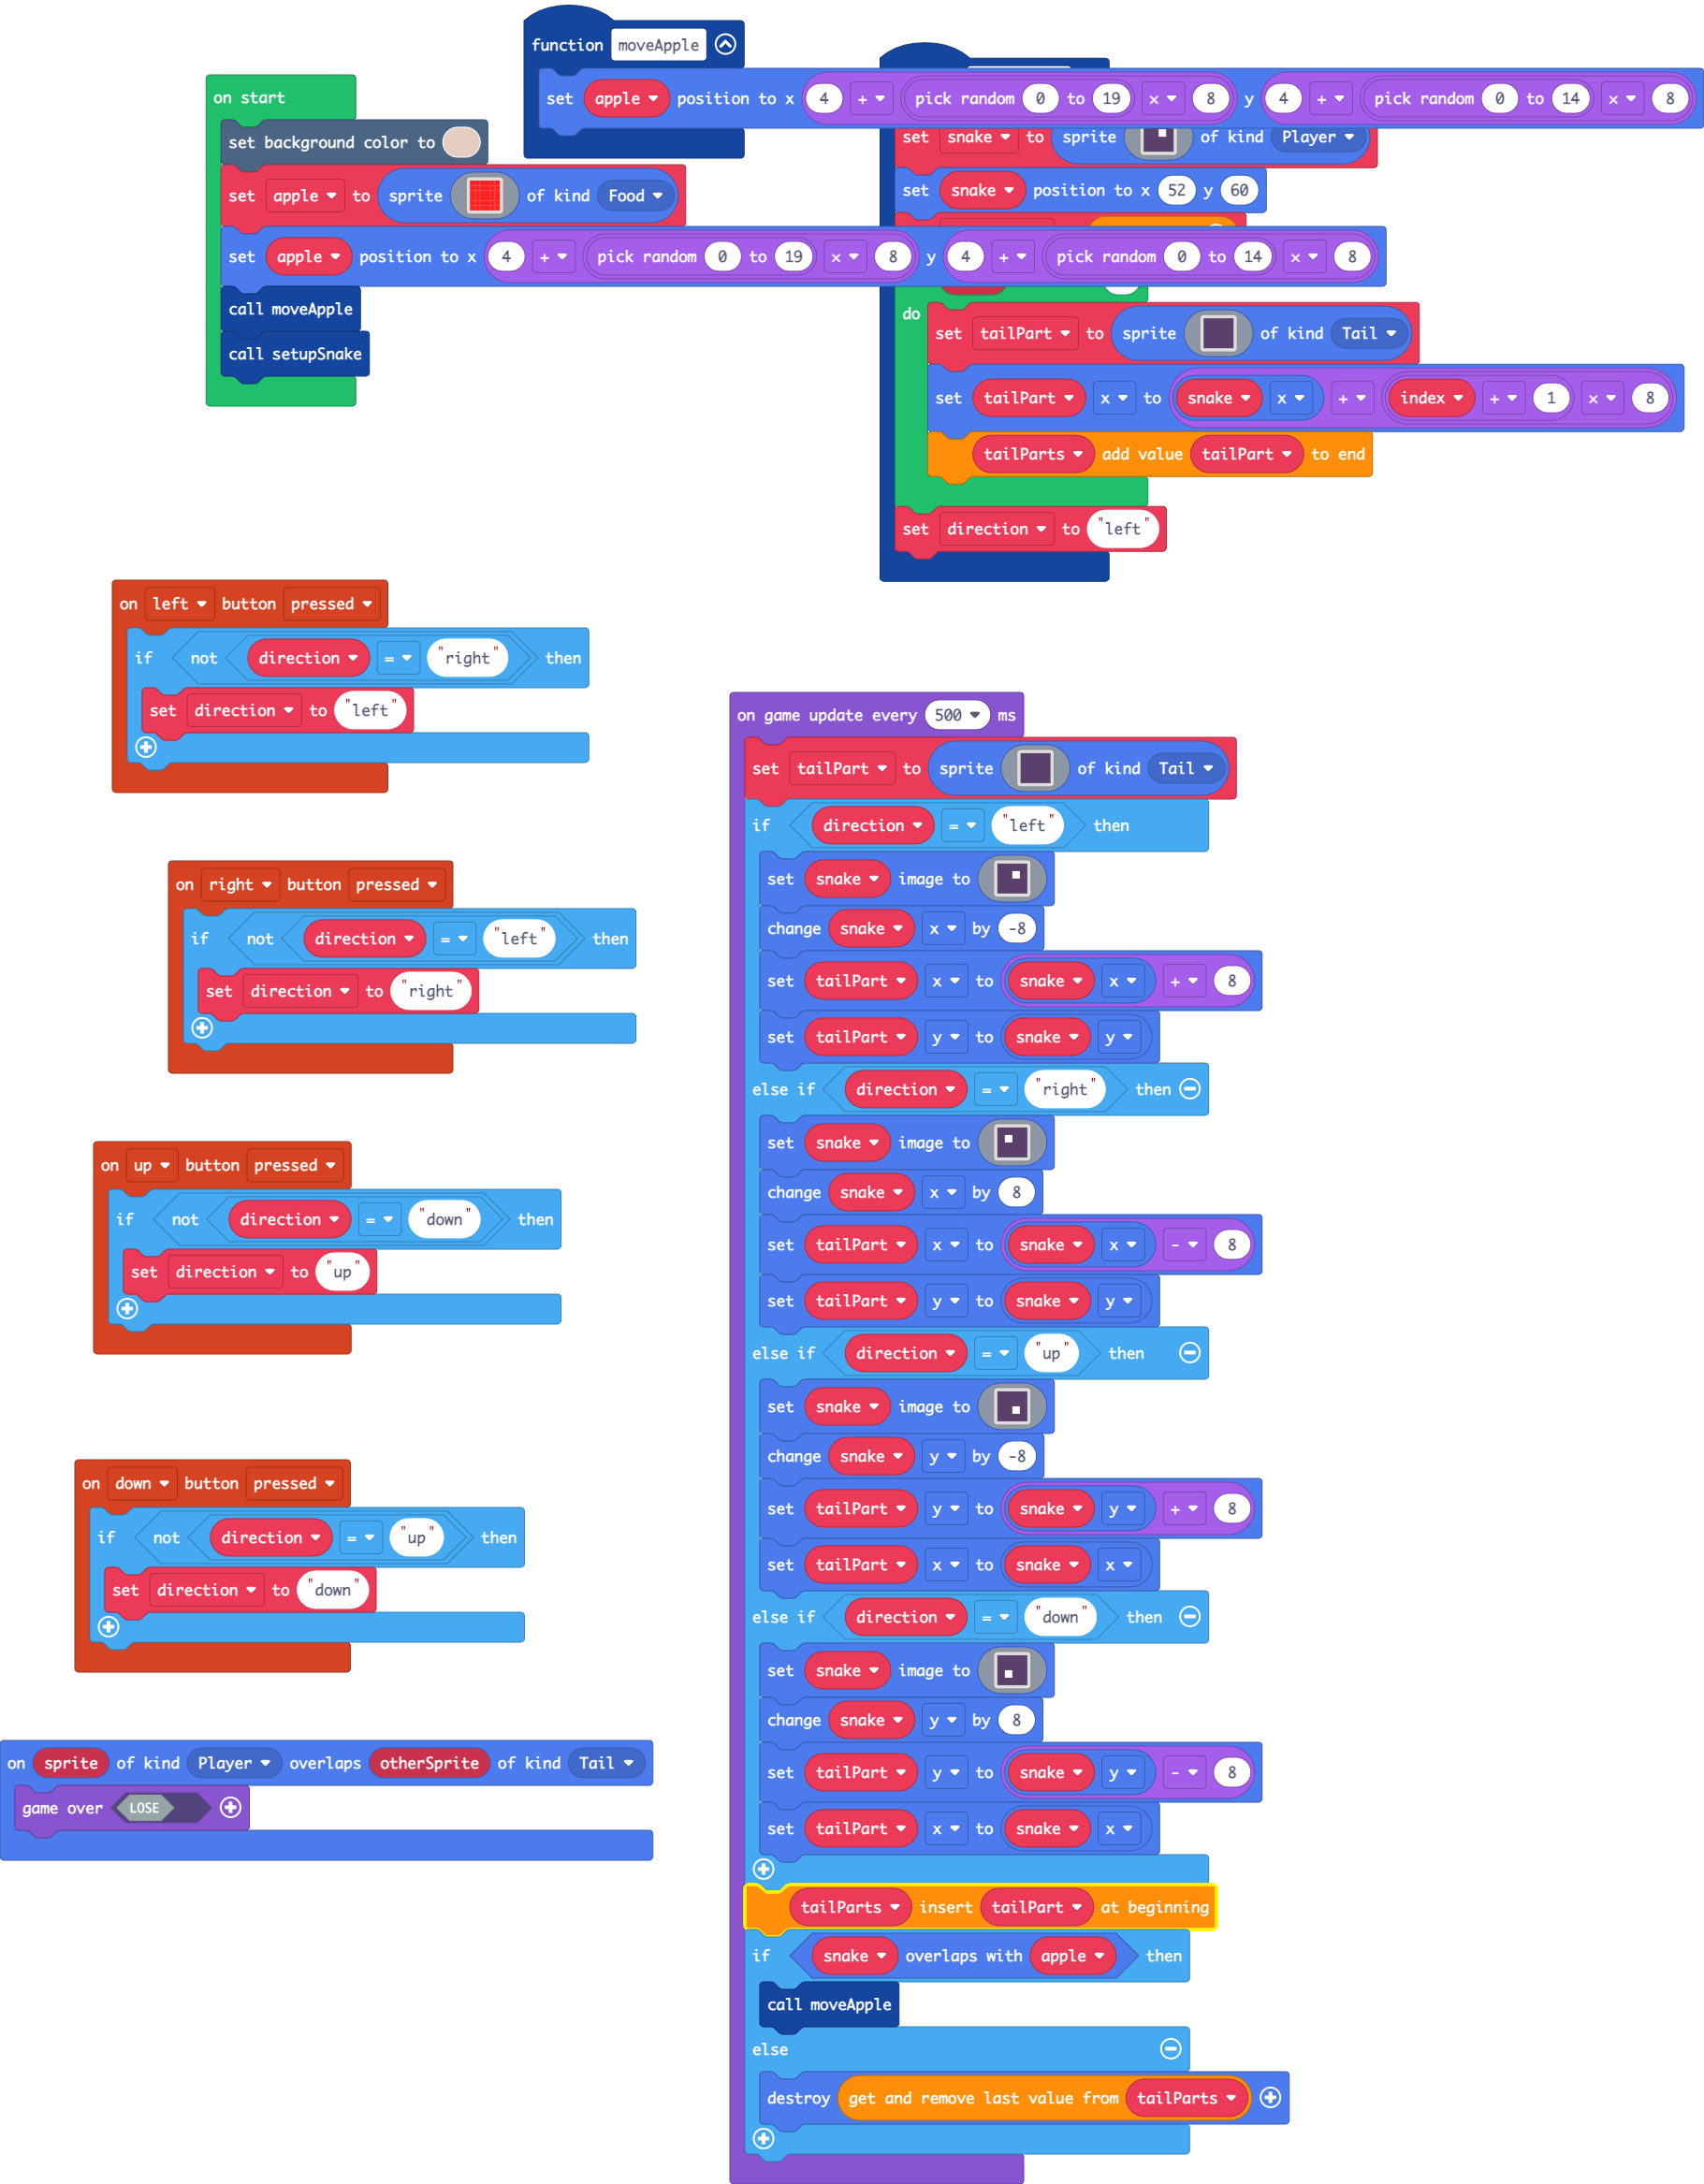 function moveApple
set apple position to x 4 + pick random 0 to 19 × 8 y 4 + pick random 0 to 14 × 8
on start
set background color to
set apple to sprite of kind Food
set apple position to x 4 + pick random 0 to 19 × 8 y 4 + pick random 0 to 14 × 8
call moveApple
call setupSnake
set snake to sprite of kind Player
set snake position to x 52 y 60
do
set tailPart to sprite of kind Tail
set tailPart x to snake x + index + 1 × 8
tailParts add value tailPart to end
set direction to "left"
on left button pressed
if not direction = "right" then
set direction to "left"
on right button pressed
if not direction = "left" then
set direction to "right"
on up button pressed
if not direction = "down" then
set direction to "up"
on down button pressed
if not direction = "up" then
set direction to "down"
on sprite of kind Player overlaps otherSprite of kind Tail
game over LOSE
on game update every 500 ms
set tailPart to sprite of kind Tail
if direction = "left" then
set snake image to
change snake x by -8
set tailPart x to snake x + 8
set tailPart y to snake y
else if direction = "right" then
set snake image to
change snake x by 8
set tailPart x to snake x - 8
set tailPart y to snake y
else if direction = "up" then
set snake image to
change snake y by -8
set tailPart y to snake y + 8
set tailPart x to snake x
else if direction = "down" then
set snake image to
change snake y by 8
set tailPart y to snake y - 8
set tailPart x to snake x
tailParts insert tailPart at beginning
if snake overlaps with apple then
call moveApple
else
destroy get and remove last value from tailParts